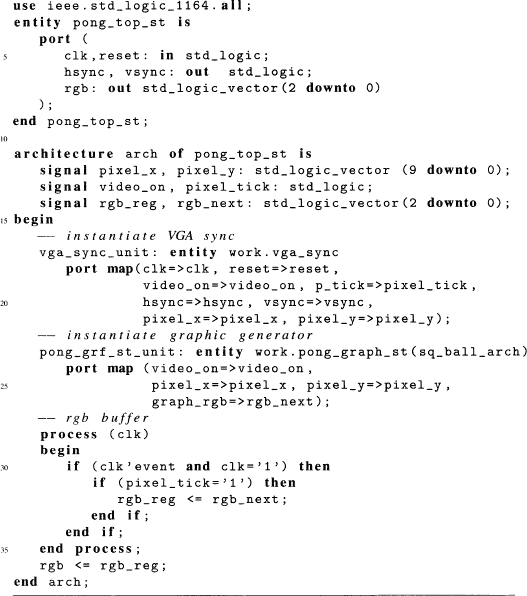 use ieee.std_logic_1164.all;
entity pong_top_st is
port (
5 clk,reset: in std_logic;
hsync, vsync: out std_logic;
rgb: out std_logic_vector(2 downto 0)
);
end pong_top_st;
10
architecture arch of pong_top_st is
signal pixel_x, pixel_y: std_logic_vector (9 downto 0);
signal video_on, pixel_tick: std_logic;
signal rgb_reg, rgb_next: std_logic_vector(2 downto 0);
15 begin
-- instantiate VGA sync
vga_sync_unit: entity work.vga_sync
port map(clk=>clk, reset=>reset,
video_on=>video_on, p_tick=>pixel_tick,
20 hsync=>hsync, vsync=>vsync,
pixel_x=>pixel_x, pixel_y=>pixel_y);
-- instantiate graphic generator
pong_grf_st_unit: entity work.pong_graph_st(sq_ball_arch)
port map (video_on=>video_on,
25 pixel_x=>pixel_x, pixel_y=>pixel_y,
graph_rgb=>rgb_next);
-- rgb buffer
process (clk)
begin
30 if (clk'event and clk='1') then
if (pixel_tick='1') then
rgb_reg <= rgb_next;
end if;
end if;
35 end process;
rgb <= rgb_reg;
end arch;